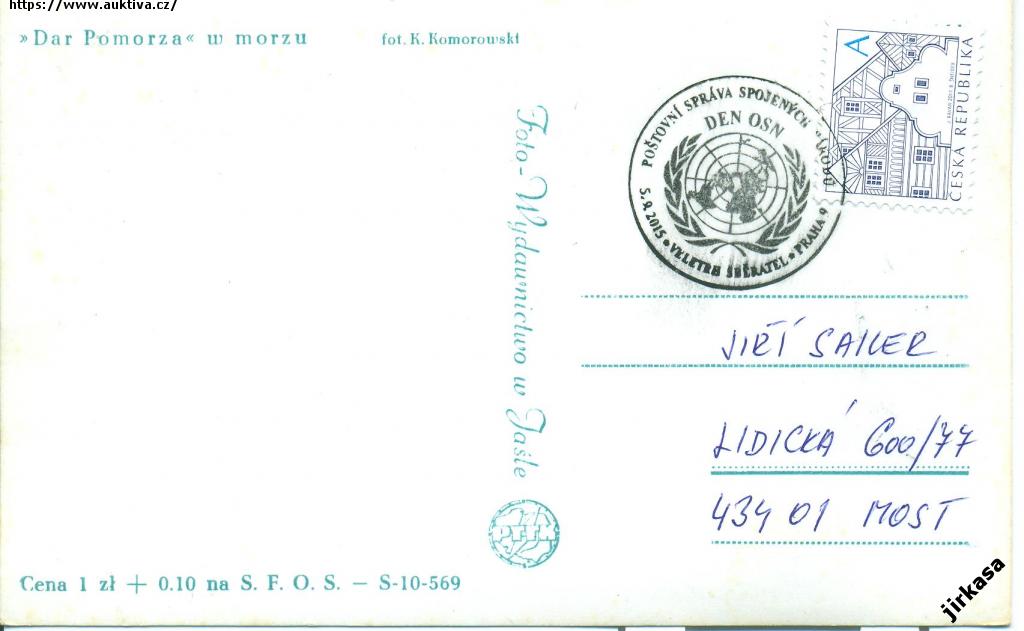 https://www.auktiva.cz/
»Dar Pomorza« w morzu
fot. K. Komorowski
POŠTOVNÍ SPRÁVA SPOJENÝCH NÁRODŮ
DEN OSN
5.9.2015 • VELETRH SBĚRATEL • PRAHA 9
A
ČESKÁ REPUBLIKA
Foto-Wydawnictwo w Jaśle
JIŘÍ SAILER
LIDICKÁ 600/77
434 01 MOST
PTTK
Cena 1 zł + 0.10 na S. F. O. S. — S-10-569
jirkasa